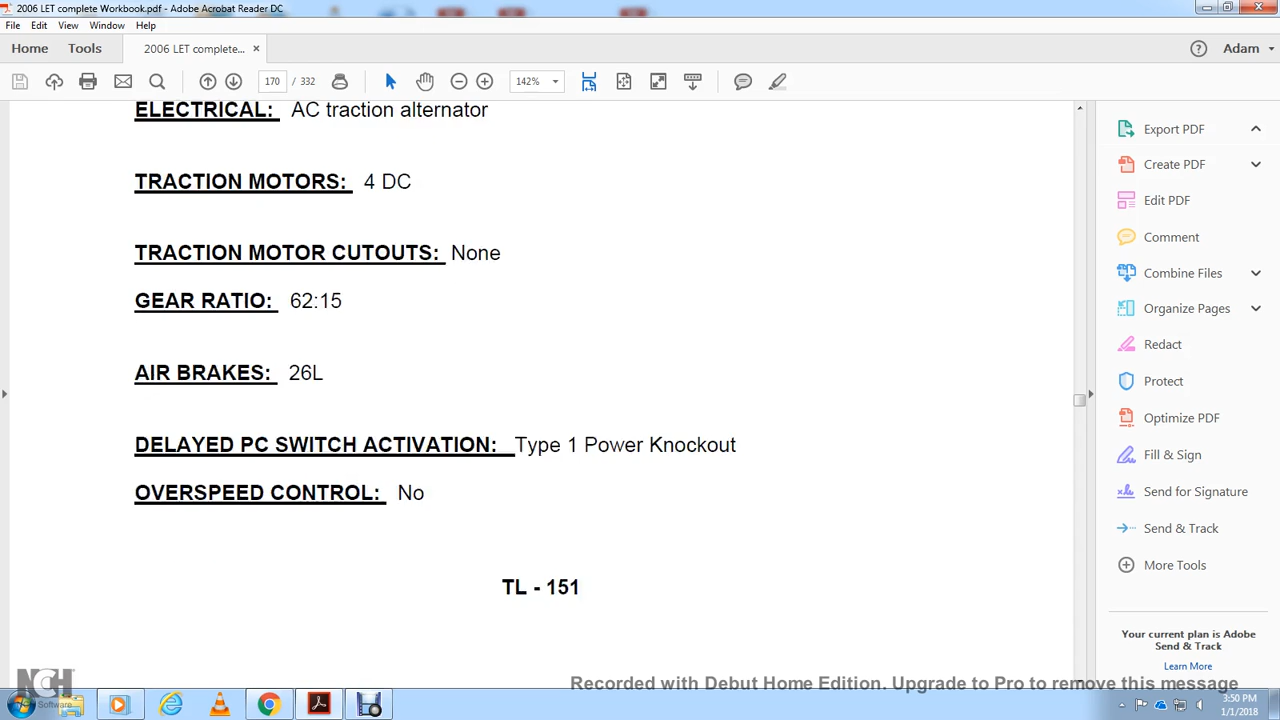 2006 LET complete Workbook.pdf - Adobe Acrobat Reader DC
File Edit View Window Help
Home Tools 2006 LET complete... × Adam
170 / 332 142%
ELECTRICAL: AC traction alternator
TRACTION MOTORS: 4 DC
TRACTION MOTOR CUTOUTS: None
GEAR RATIO: 62:15
AIR BRAKES: 26L
DELAYED PC SWITCH ACTIVATION: Type 1 Power Knockout
OVERSPEED CONTROL: No
TL - 151
Export PDF
Create PDF
Edit PDF
Comment
Combine Files
Organize Pages
Redact
Protect
Optimize PDF
Fill & Sign
Send for Signature
Send & Track
More Tools
Your current plan is Adobe
Send & Track
Learn More
NCH
Software
Recorded with Debut Home Edition. Upgrade to Pro to remove this message
3:50 PM
1/1/2018